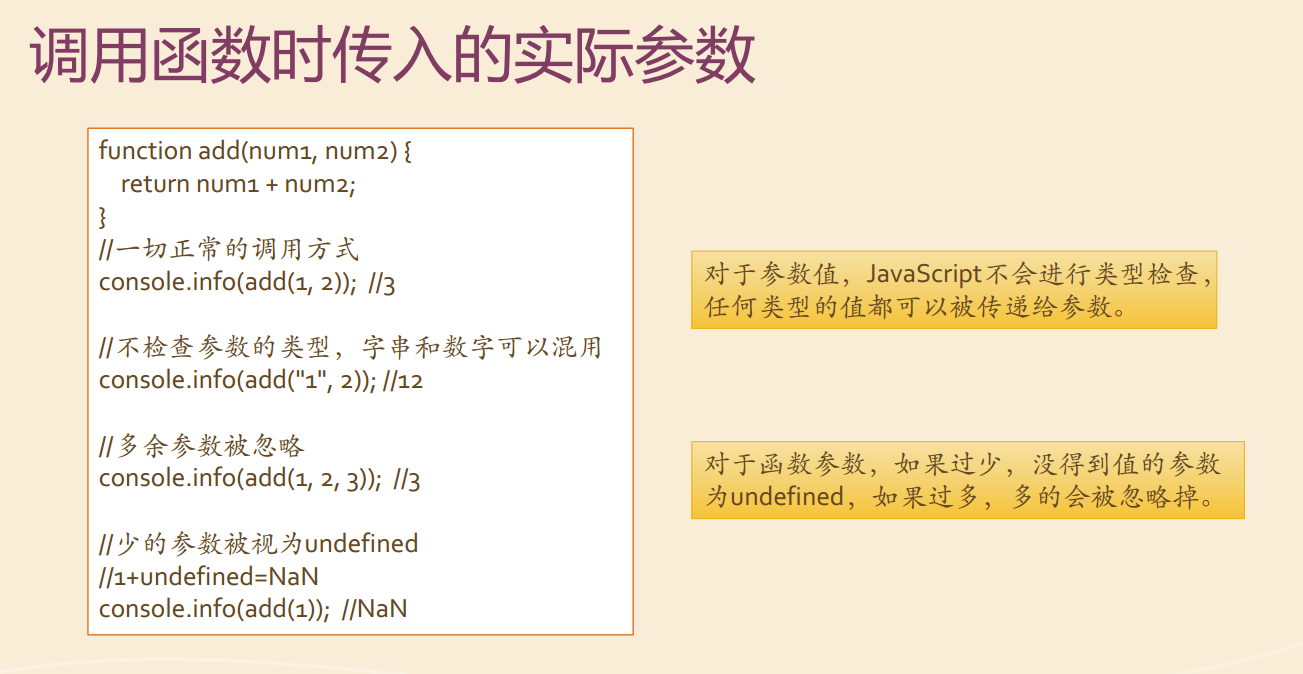 调用函数时传入的实际参数
function add(num1, num2) {
return num1 + num2;
}
//一切正常的调用方式
console.info(add(1, 2)); //3
//不检查参数的类型，字串和数字可以混用
console.info(add("1", 2)); //12
//多余参数被忽略
console.info(add(1, 2, 3)); //3
//少的参数被视为undefined
//1+undefined=NaN
console.info(add(1)); //NaN
对于参数值，JavaScript不会进行类型检查，
任何类型的值都可以被传递给参数。
对于函数参数，如果过少，没得到值的参数
为undefined，如果过多，多的会被忽略掉。